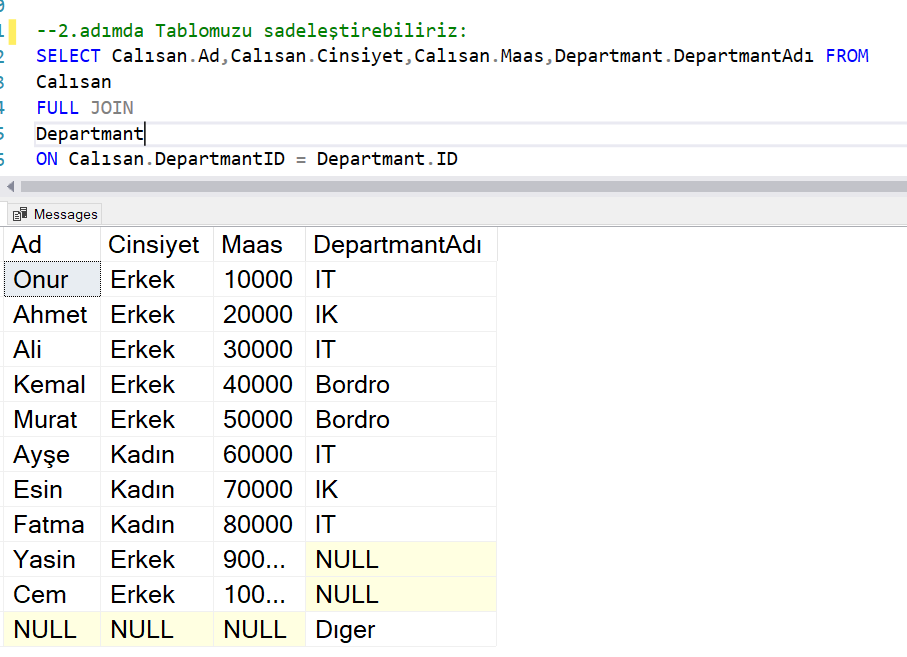 --2.adımda Tablomuzu sadeleştirebiliriz:
SELECT Calısan.Ad,Calısan.Cinsiyet,Calısan.Maas,Departmant.DepartmantAdı FROM
Calısan
FULL JOIN
Departmant
ON Calısan.DepartmantID = Departmant.ID
Messages
Ad Cinsiyet Maas DepartmantAdı
Onur Erkek 10000 IT
Ahmet Erkek 20000 IK
Ali Erkek 30000 IT
Kemal Erkek 40000 Bordro
Murat Erkek 50000 Bordro
Ayşe Kadın 60000 IT
Esin Kadın 70000 IK
Fatma Kadın 80000 IT
Yasin Erkek 900... NULL
Cem Erkek 100... NULL
NULL NULL NULL Dıger